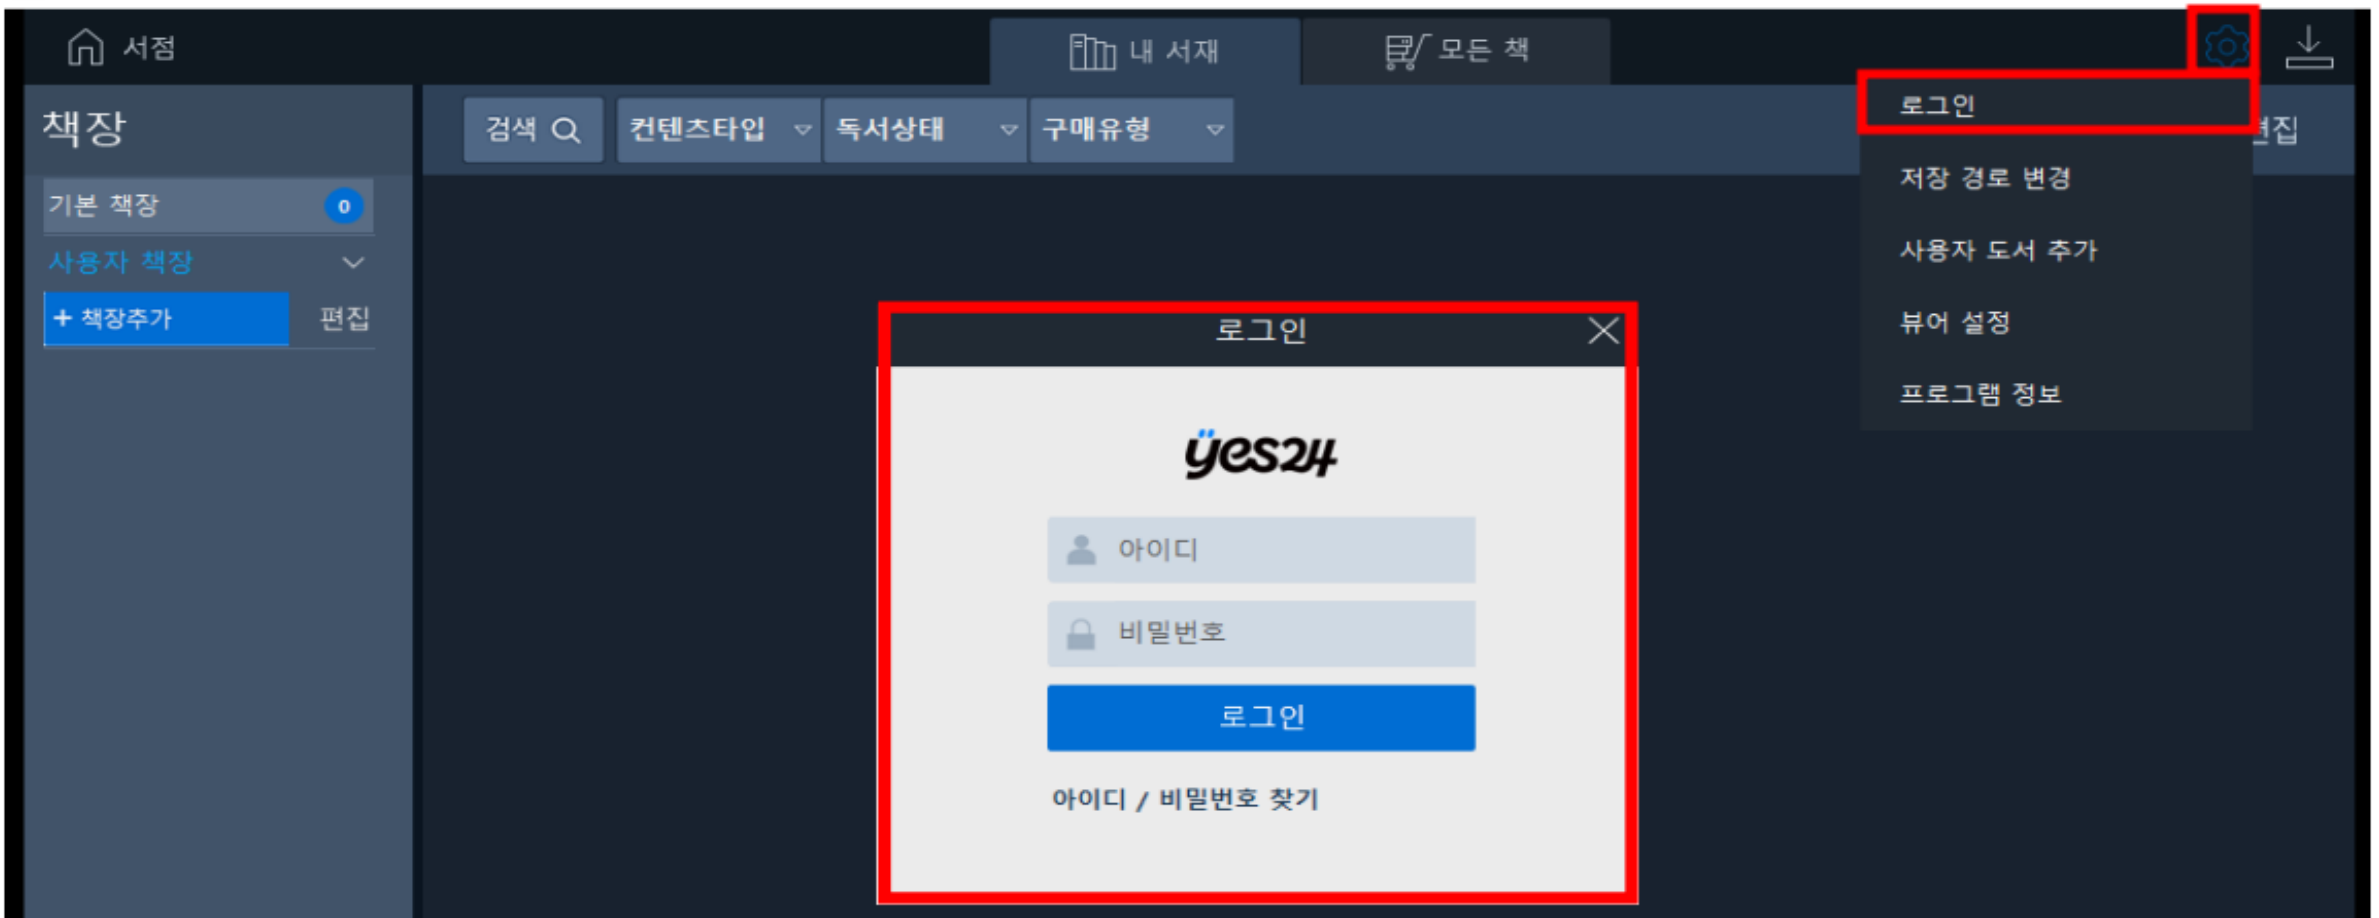 서점
내 서재
모든 책
책장
검색
컨텐츠타입
독서상태
구매유형
편집
로그인
저장 경로 변경
사용자 도서 추가
뷰어 설정
프로그램 정보
기본 책장 0
사용자 책장
+ 책장추가
편집
로그인
yes24
아이디
비밀번호
로그인
아이디 / 비밀번호 찾기